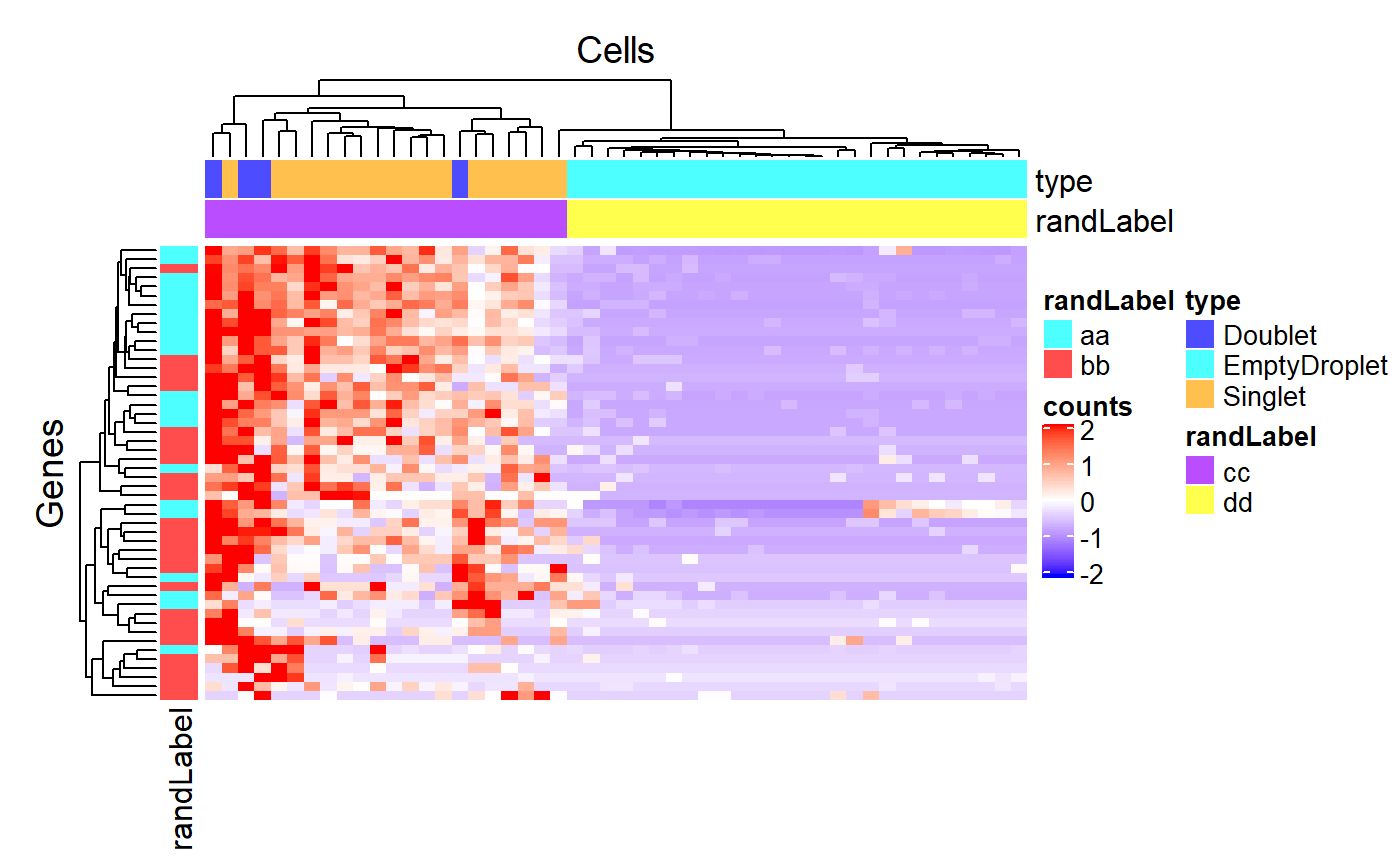 Cells
type
randLabel
Genes
randLabel
randLabel
aa
bb
counts
2
1
0
-1
-2
type
Doublet
EmptyDroplet
Singlet
randLabel
cc
dd